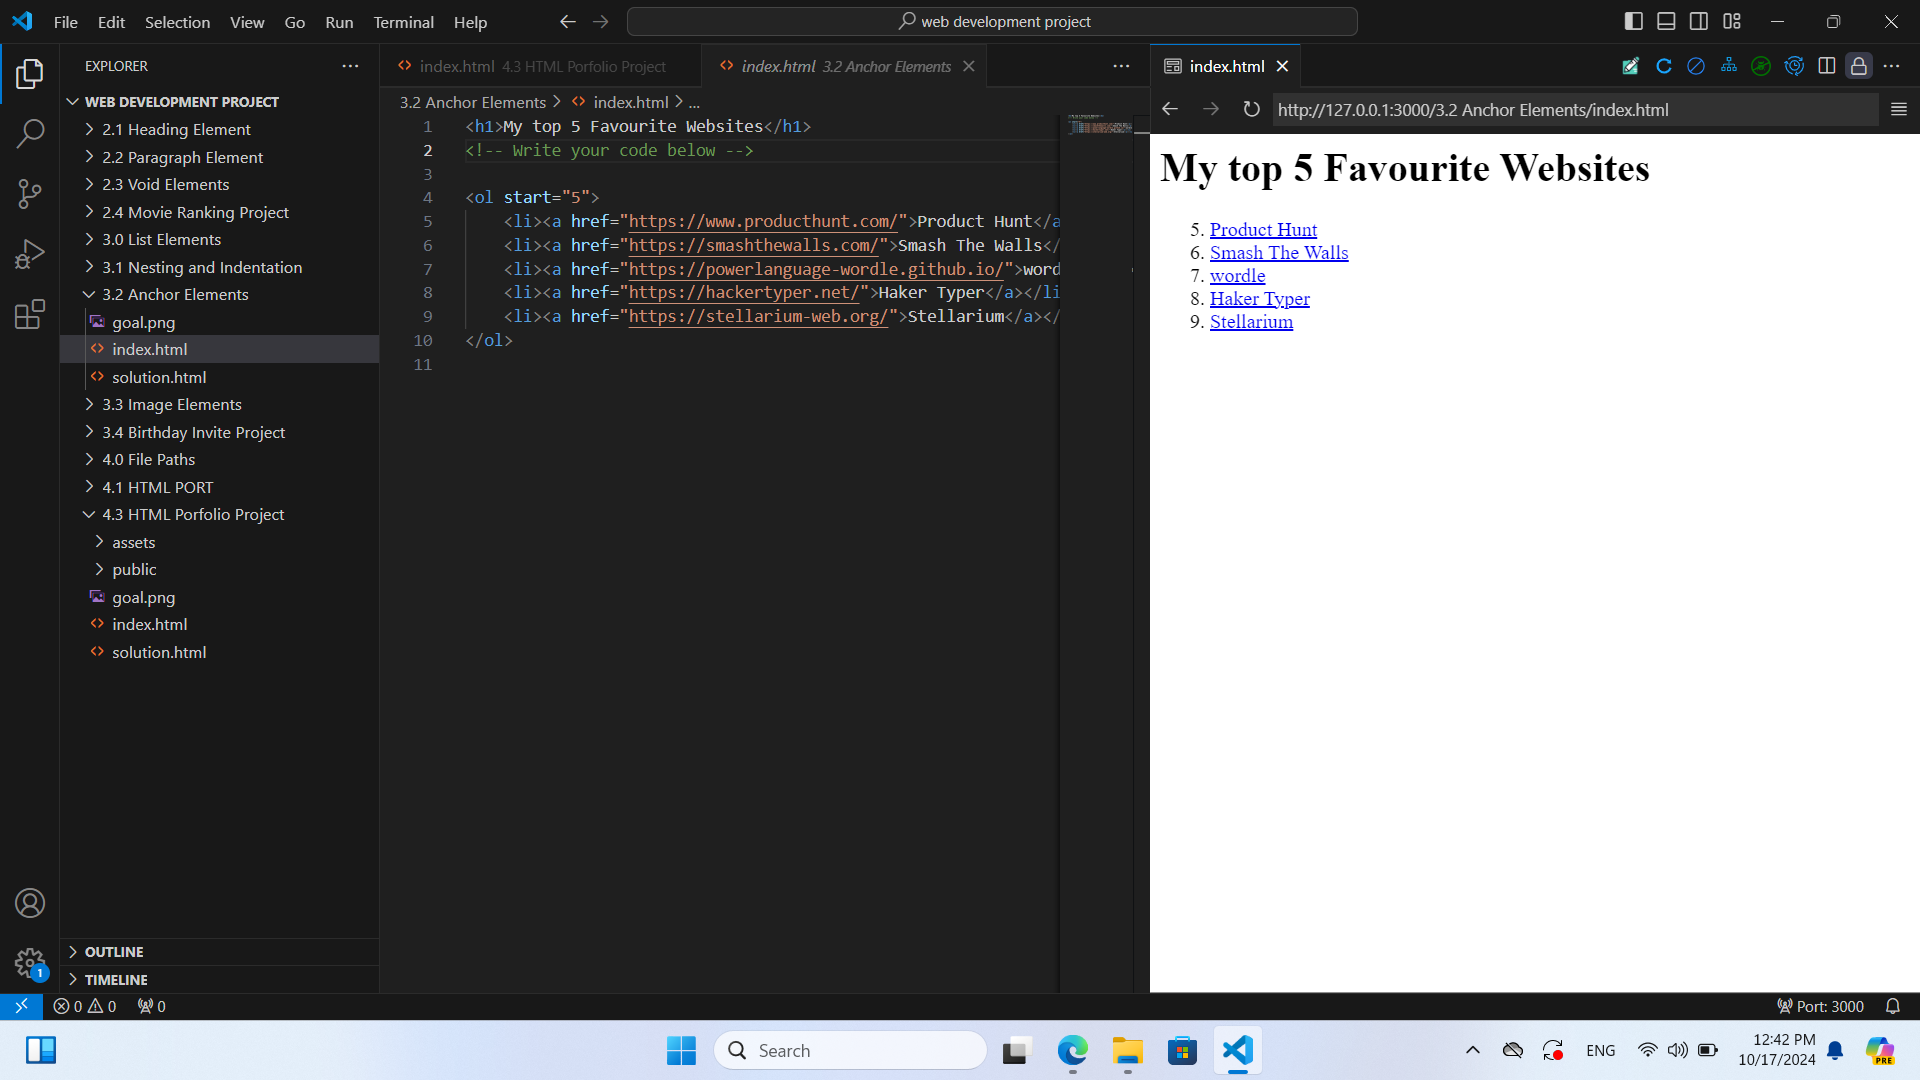 File Edit Selection View Go Run Terminal Help
web development project
EXPLORER
WEB DEVELOPMENT PROJECT
2.1 Heading Element
2.2 Paragraph Element
2.3 Void Elements
2.4 Movie Ranking Project
3.0 List Elements
3.1 Nesting and Indentation
3.2 Anchor Elements
goal.png
index.html
solution.html
3.3 Image Elements
3.4 Birthday Invite Project
4.0 File Paths
4.1 HTML PORT
4.3 HTML Porfolio Project
assets
public
goal.png
index.html
solution.html
OUTLINE
TIMELINE
index.html 4.3 HTML Porfolio Project
index.html 3.2 Anchor Elements
3.2 Anchor Elements > index.html > ...
1 <h1>My top 5 Favourite Websites</h1>
2 <!-- Write your code below -->
3
4 <ol start="5">
5 <li><a href="https://www.producthunt.com/">Product Hunt</a
6 <li><a href="https://smashthewalls.com/">Smash The Walls</
7 <li><a href="https://powerlanguage-wordle.github.io/">word
8 <li><a href="https://hackertyper.net/">Haker Typer</a></li
9 <li><a href="https://stellarium-web.org/">Stellarium</a></
10 </ol>
11
index.html
http://127.0.0.1:3000/3.2 Anchor Elements/index.html
My top 5 Favourite Websites
5. Product Hunt
6. Smash The Walls
7. wordle
8. Haker Typer
9. Stellarium
1
0 0 0
Port: 3000
Search
ENG
12:42 PM
10/17/2024
PRE